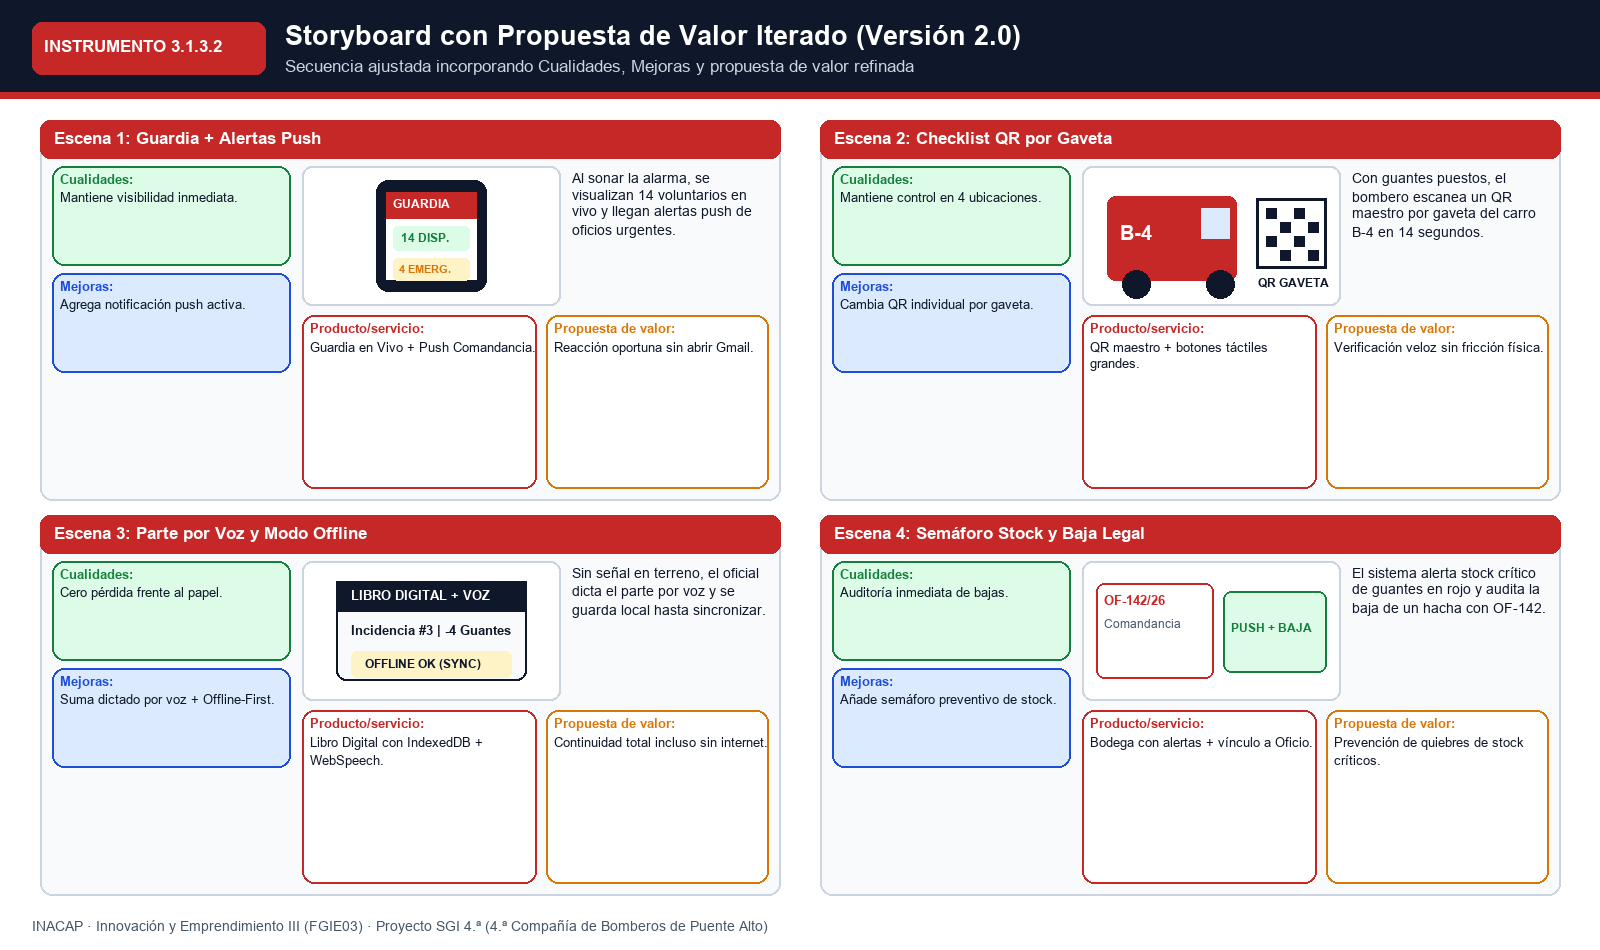 INSTRUMENTO 3.1.3.2
Storyboard con Propuesta de Valor Iterado (Versión 2.0)
Secuencia ajustada incorporando Cualidades, Mejoras y propuesta de valor refinada
Escena 1: Guardia + Alertas Push
Cualidades:
Mantiene visibilidad inmediata.
Mejoras:
Agrega notificación push activa.
GUARDIA
14 DISP.
4 EMERG.
Al sonar la alarma, se
visualizan 14 voluntarios en
vivo y llegan alertas push de
oficios urgentes.
Producto/servicio:
Guardia en Vivo + Push Comandancia.
Propuesta de valor:
Reacción oportuna sin abrir Gmail.
Escena 2: Checklist QR por Gaveta
Cualidades:
Mantiene control en 4 ubicaciones.
Mejoras:
Cambia QR individual por gaveta.
B-4
QR GAVETA
Con guantes puestos, el
bombero escanea un QR
maestro por gaveta del carro
B-4 en 14 segundos.
Producto/servicio:
QR maestro + botones táctiles
grandes.
Propuesta de valor:
Verificación veloz sin fricción física.
Escena 3: Parte por Voz y Modo Offline
Cualidades:
Cero pérdida frente al papel.
Mejoras:
Suma dictado por voz + Offline-First.
LIBRO DIGITAL + VOZ
Incidencia #3 | -4 Guantes
OFFLINE OK (SYNC)
Sin señal en terreno, el oficial
dicta el parte por voz y se
guarda local hasta sincronizar.
Producto/servicio:
Libro Digital con IndexedDB +
WebSpeech.
Propuesta de valor:
Continuidad total incluso sin internet.
Escena 4: Semáforo Stock y Baja Legal
Cualidades:
Auditoría inmediata de bajas.
Mejoras:
Añade semáforo preventivo de stock.
OF-142/26
Comandancia
PUSH + BAJA
El sistema alerta stock crítico
de guantes en rojo y audita la
baja de un hacha con OF-142.
Producto/servicio:
Bodega con alertas + vínculo a Oficio.
Propuesta de valor:
Prevención de quiebres de stock
críticos.
INACAP · Innovación y Emprendimiento III (FGIE03) · Proyecto SGI 4.ª (4.ª Compañía de Bomberos de Puente Alto)